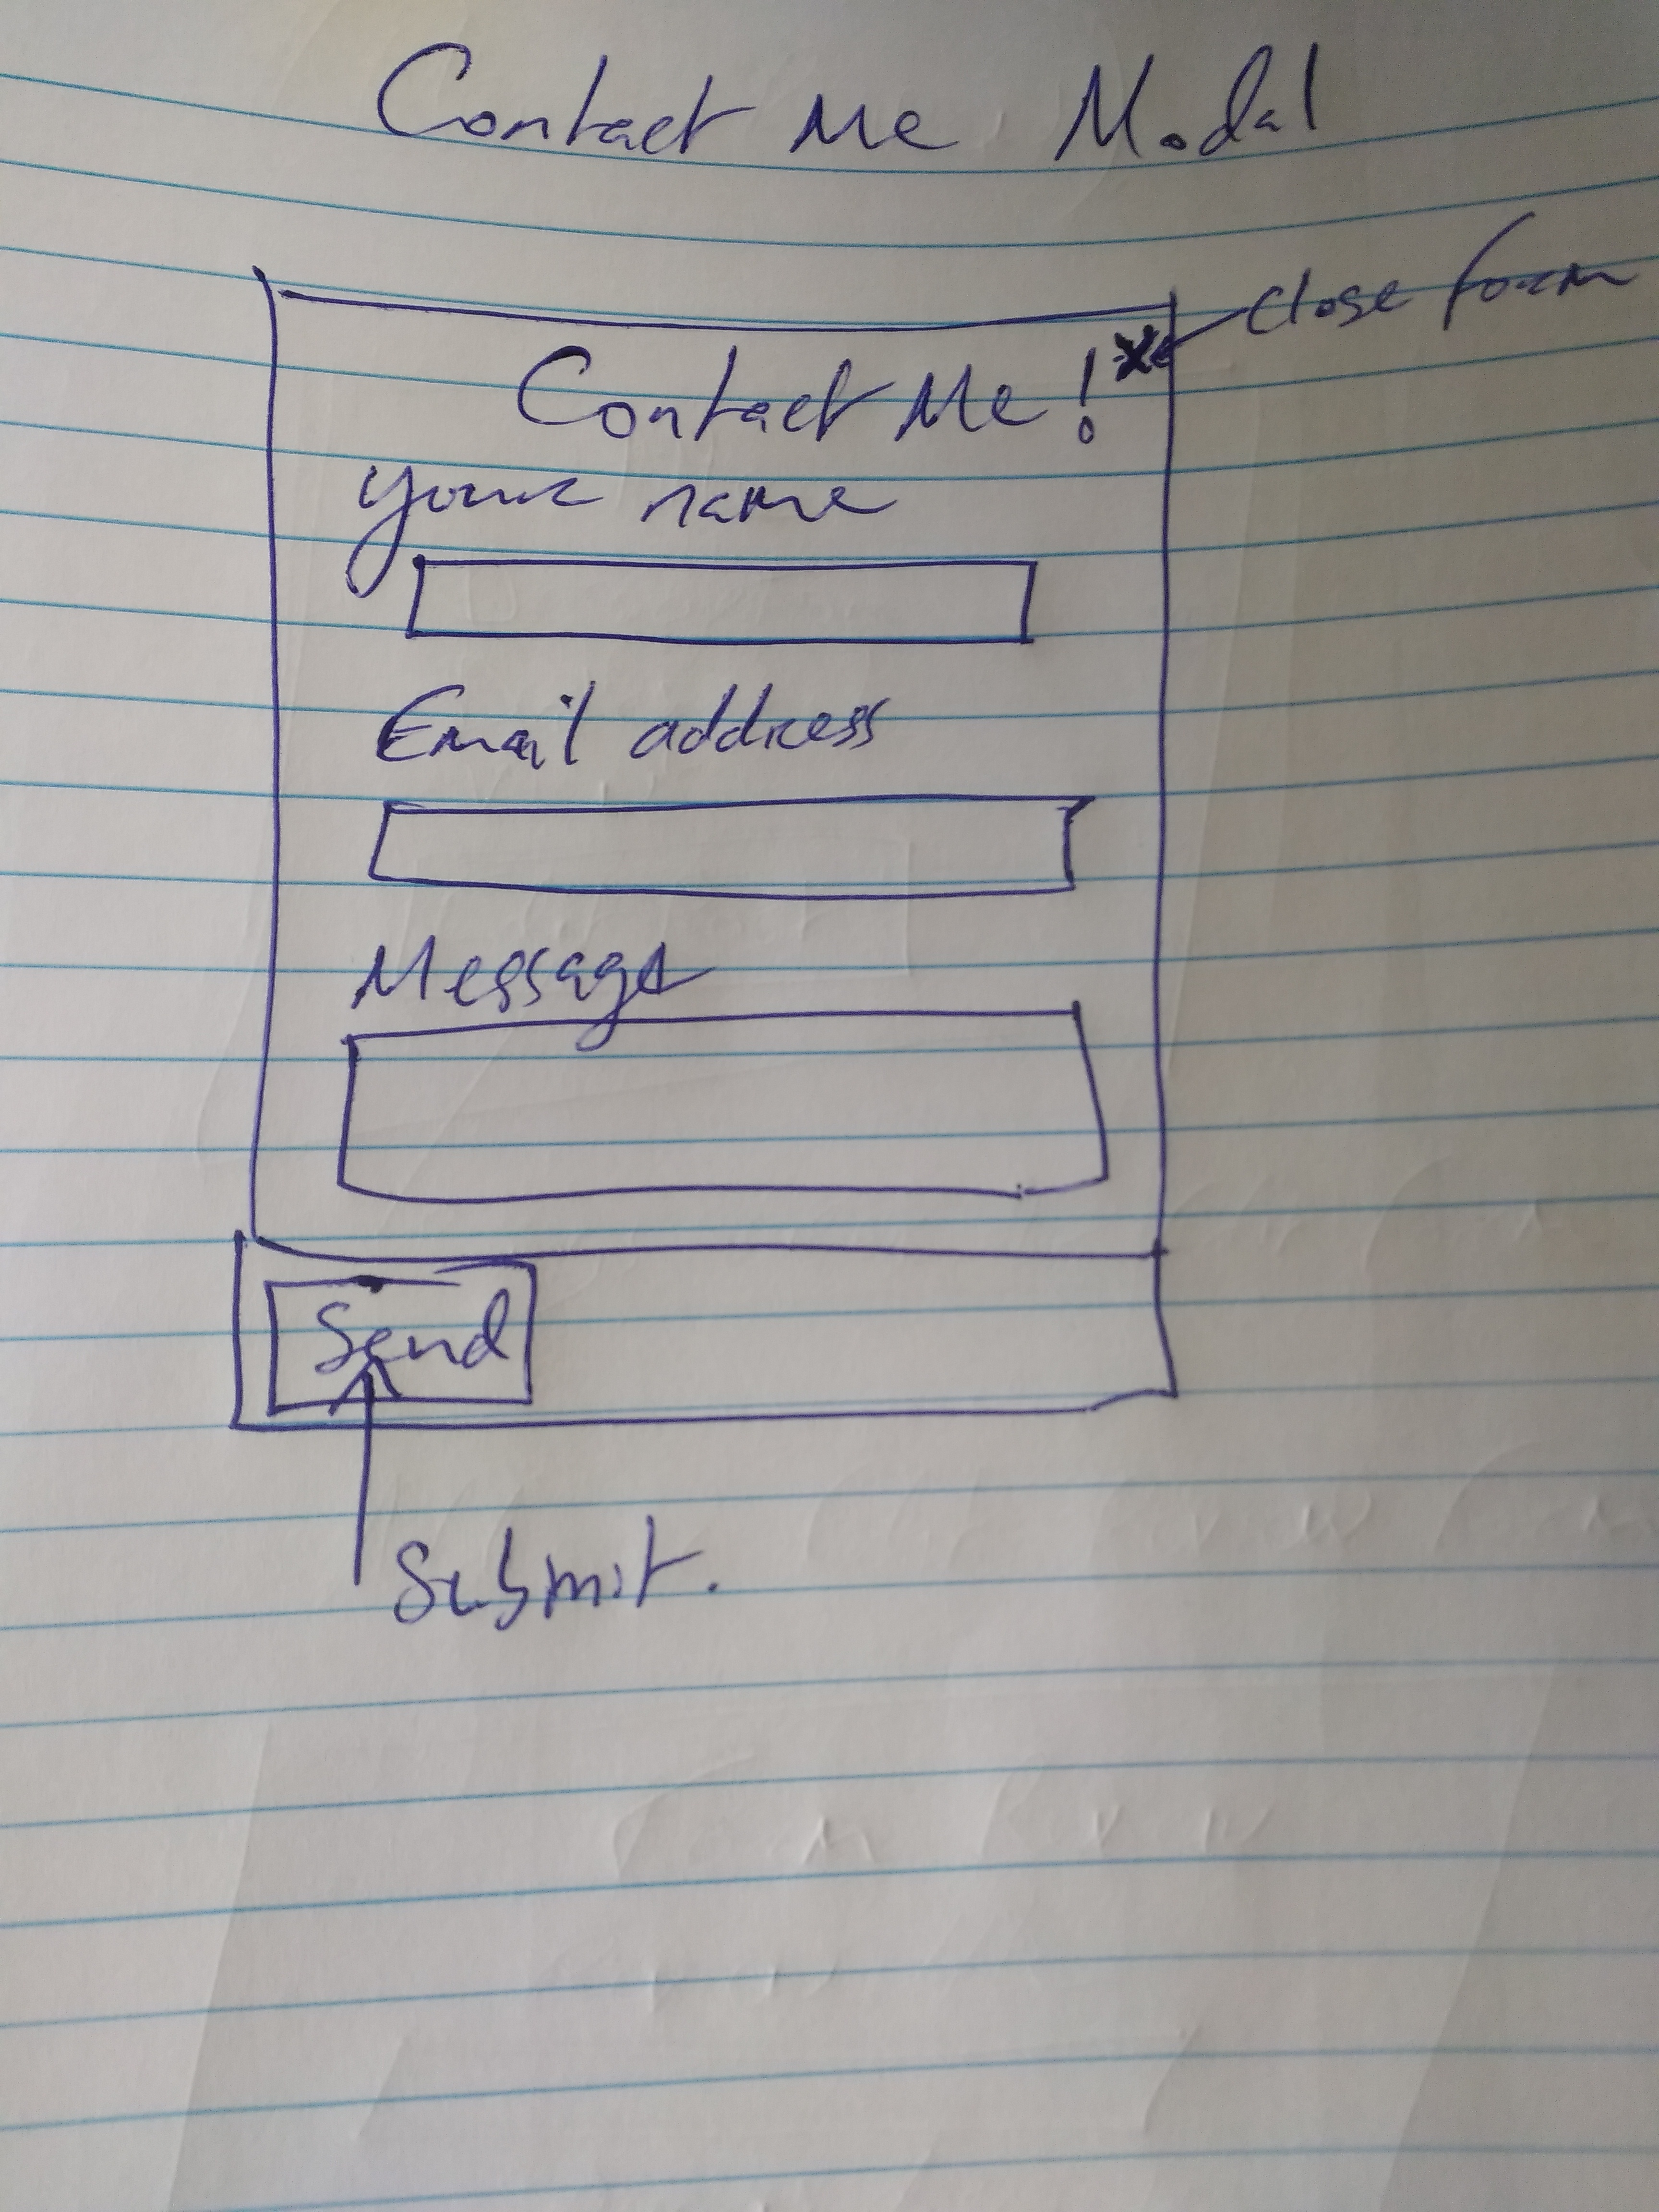 Contact Me Modal
close form
Contact Me! x
your name
Email address
Message
Send
Submit.